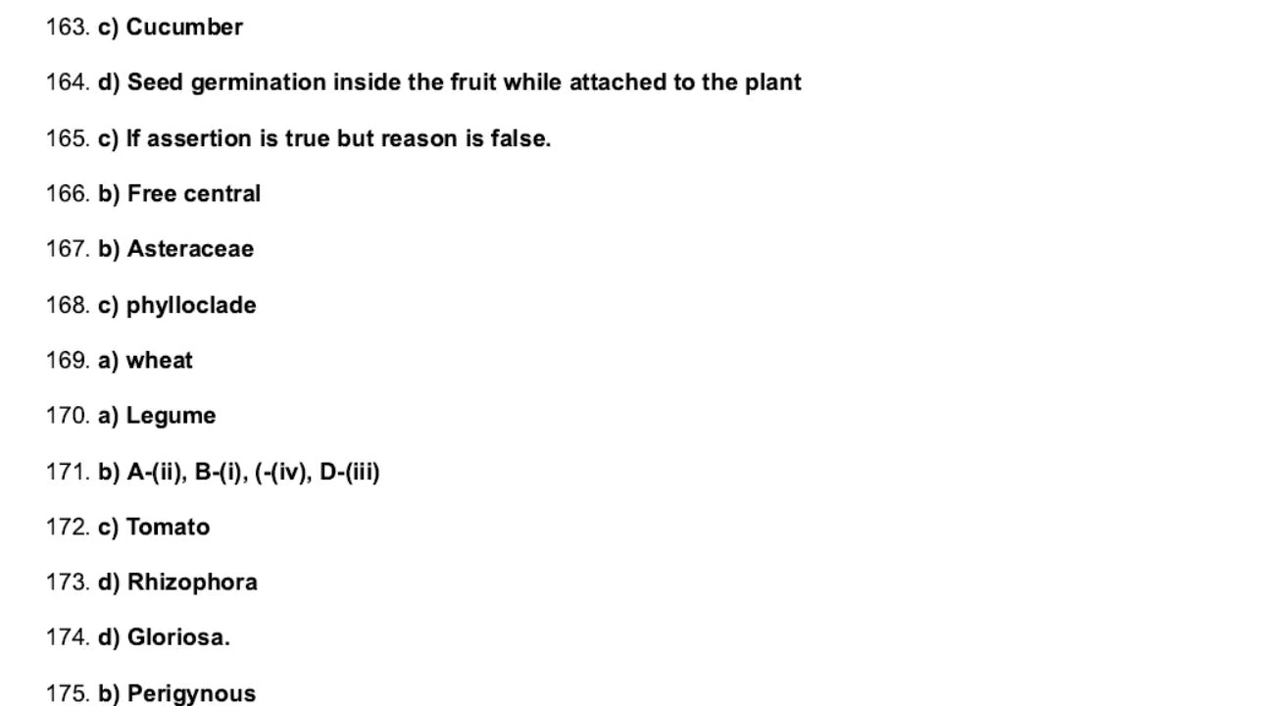 163. c) Cucumber
164. d) Seed germination inside the fruit while attached to the plant
165. c) If assertion is true but reason is false.
166. b) Free central
167. b) Asteraceae
168. c) phylloclade
169. a) wheat
170. a) Legume
171. b) A-(ii), B-(i), (-(iv), D-(iii)
172. c) Tomato
173. d) Rhizophora
174. d) Gloriosa.
175. b) Perigynous